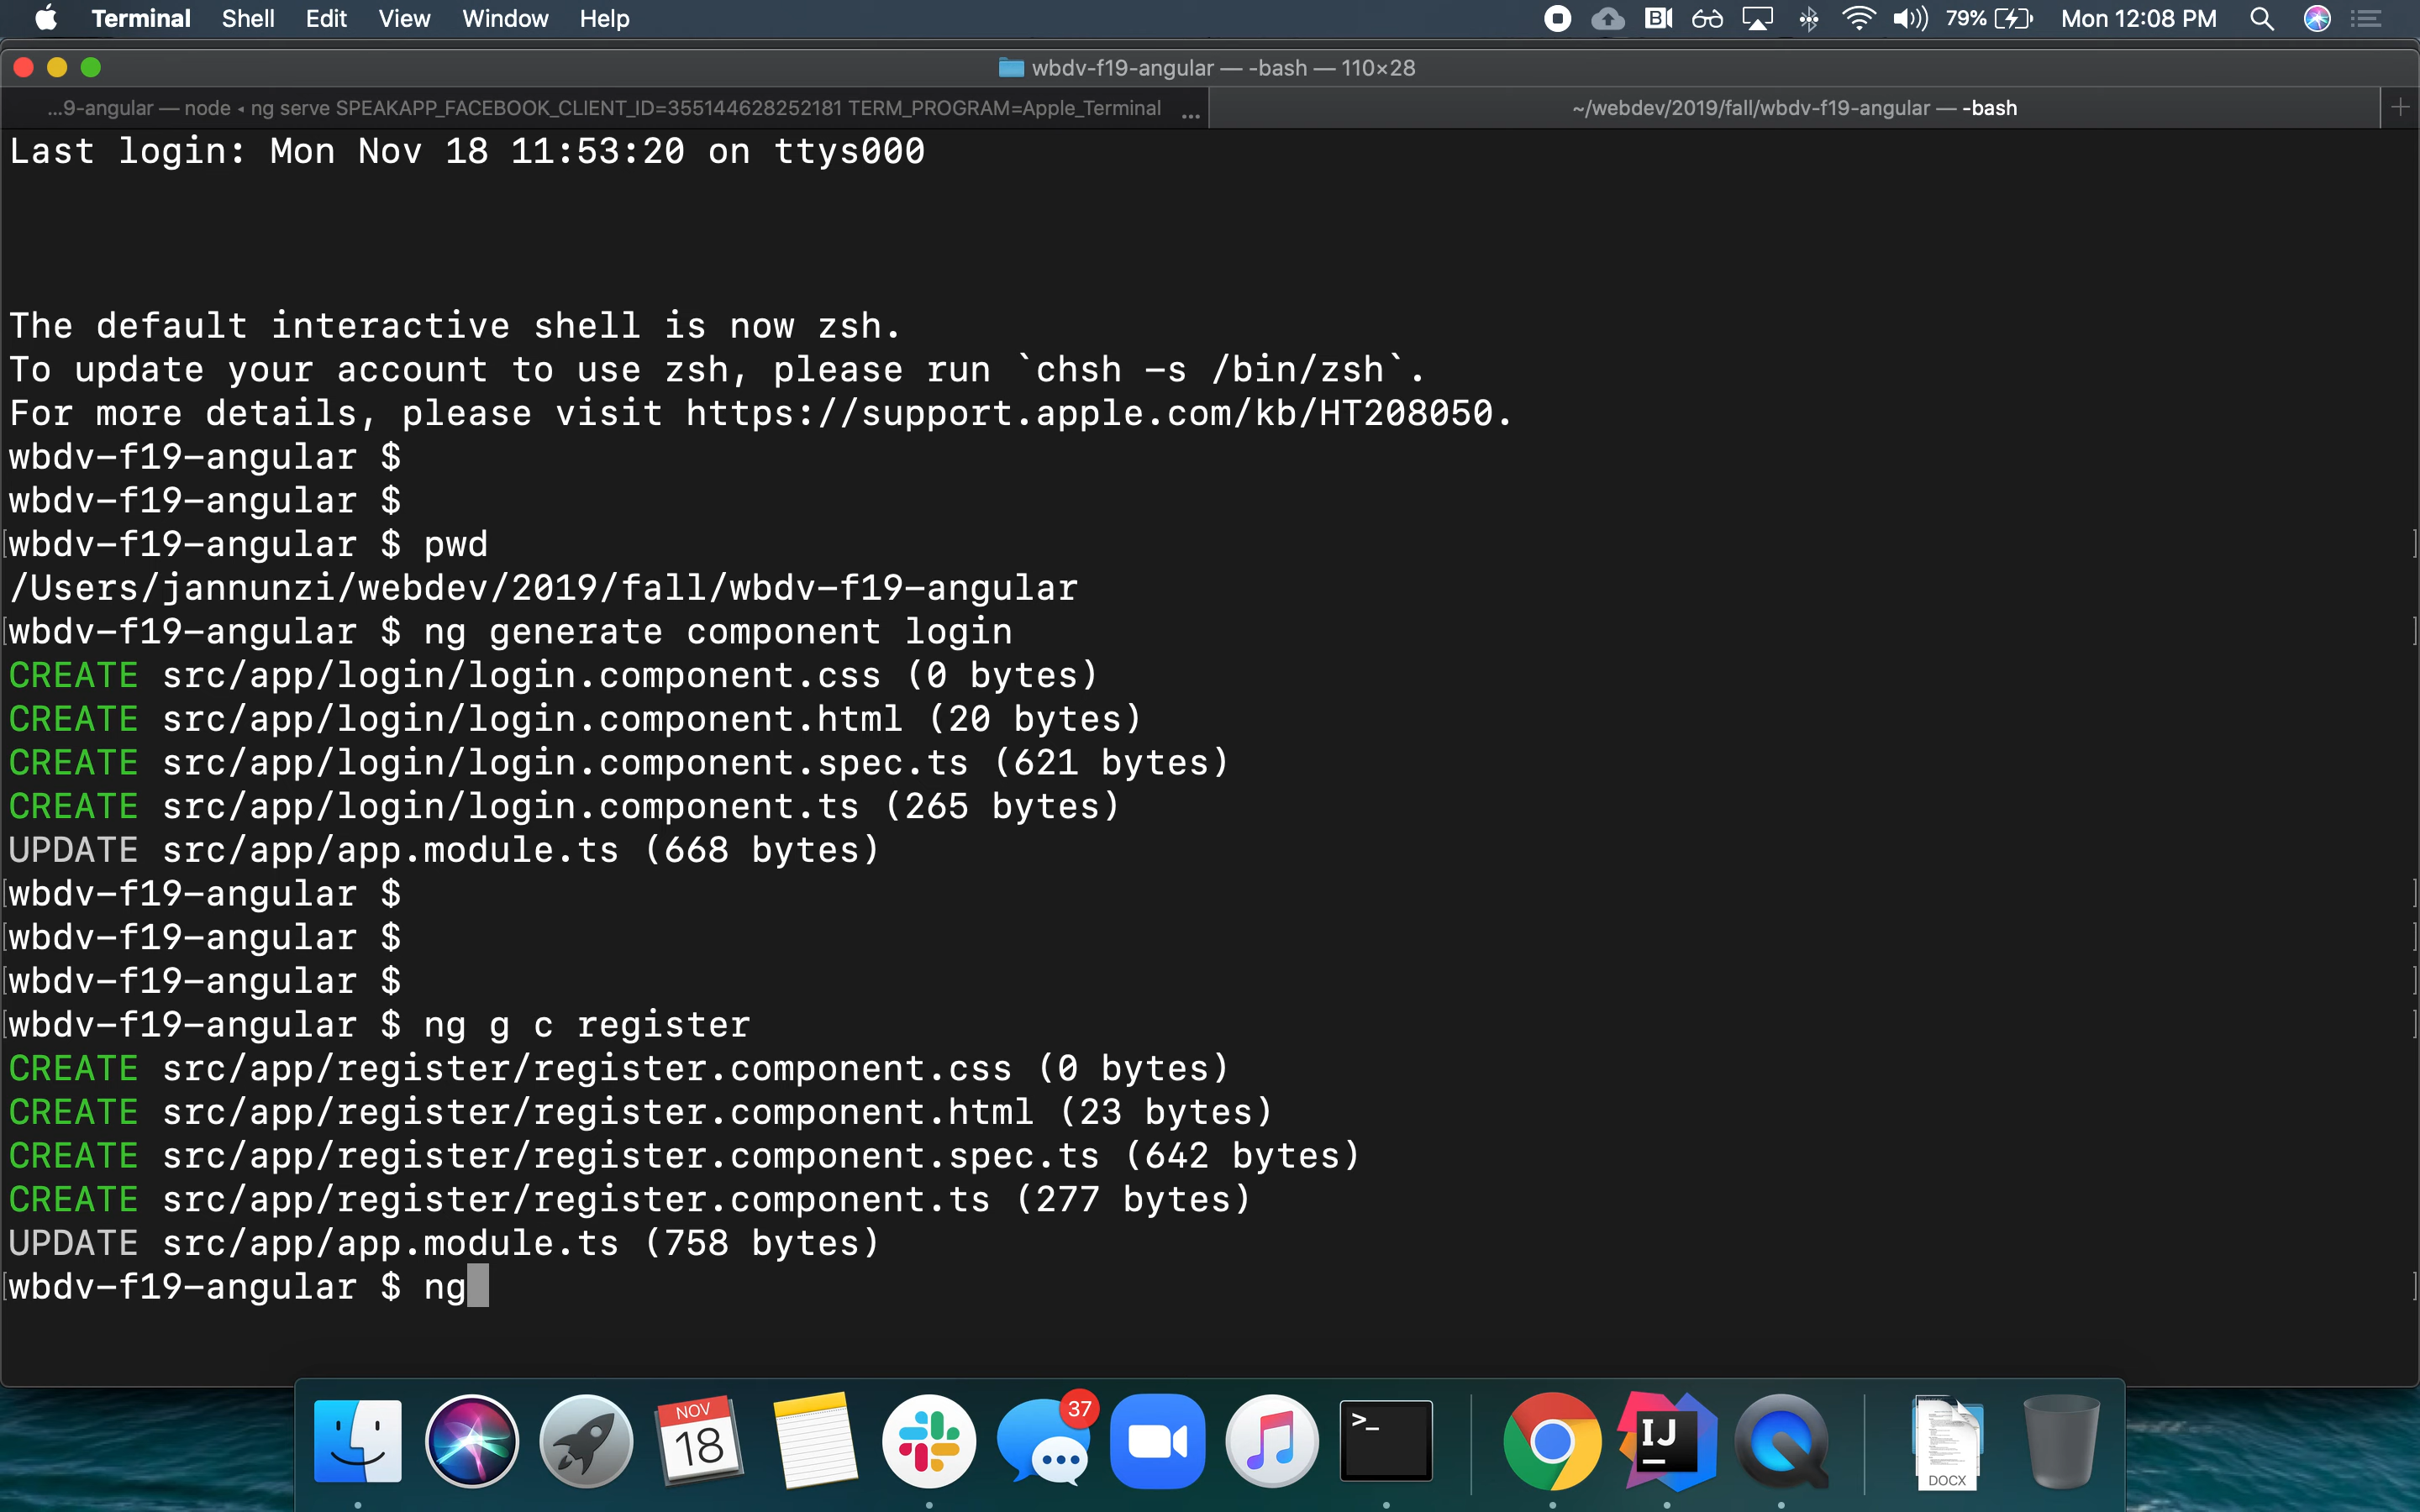 Terminal Shell Edit View Window Help 79% Mon 12:08 PM
wbdv-f19-angular — -bash — 110×28
...9-angular — node ◂ ng serve SPEAKAPP_FACEBOOK_CLIENT_ID=355144628252181 TERM_PROGRAM=Apple_Terminal ... ~/webdev/2019/fall/wbdv-f19-angular — -bash
Last login: Mon Nov 18 11:53:20 on ttys000
The default interactive shell is now zsh.
To update your account to use zsh, please run `chsh -s /bin/zsh`.
For more details, please visit https://support.apple.com/kb/HT208050.
wbdv-f19-angular $
wbdv-f19-angular $
[wbdv-f19-angular $ pwd ]
/Users/jannunzi/webdev/2019/fall/wbdv-f19-angular
[wbdv-f19-angular $ ng generate component login ]
CREATE src/app/login/login.component.css (0 bytes)
CREATE src/app/login/login.component.html (20 bytes)
CREATE src/app/login/login.component.spec.ts (621 bytes)
CREATE src/app/login/login.component.ts (265 bytes)
UPDATE src/app/app.module.ts (668 bytes)
[wbdv-f19-angular $ ]
[wbdv-f19-angular $ ]
[wbdv-f19-angular $ ]
[wbdv-f19-angular $ ng g c register ]
CREATE src/app/register/register.component.css (0 bytes)
CREATE src/app/register/register.component.html (23 bytes)
CREATE src/app/register/register.component.spec.ts (642 bytes)
CREATE src/app/register/register.component.ts (277 bytes)
UPDATE src/app/app.module.ts (758 bytes)
[wbdv-f19-angular $ ng ]
NOV
18
37
>_
IJ
DOCX